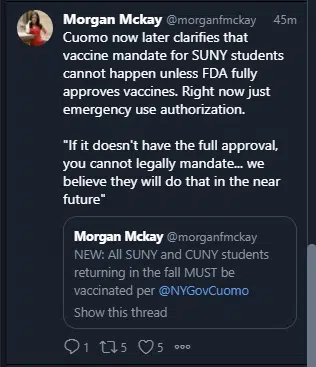 Morgan Mckay @morganfmckay 45m
Cuomo now later clarifies that
vaccine mandate for SUNY students
cannot happen unless FDA fully
approves vaccines. Right now just
emergency use authorization.
"If it doesn't have the full approval,
you cannot legally mandate... we
believe they will do that in the near
future"
Morgan Mckay @morganfmckay
NEW: All SUNY and CUNY students
returning in the fall MUST be
vaccinated per @NYGovCuomo
Show this thread
1 5 5